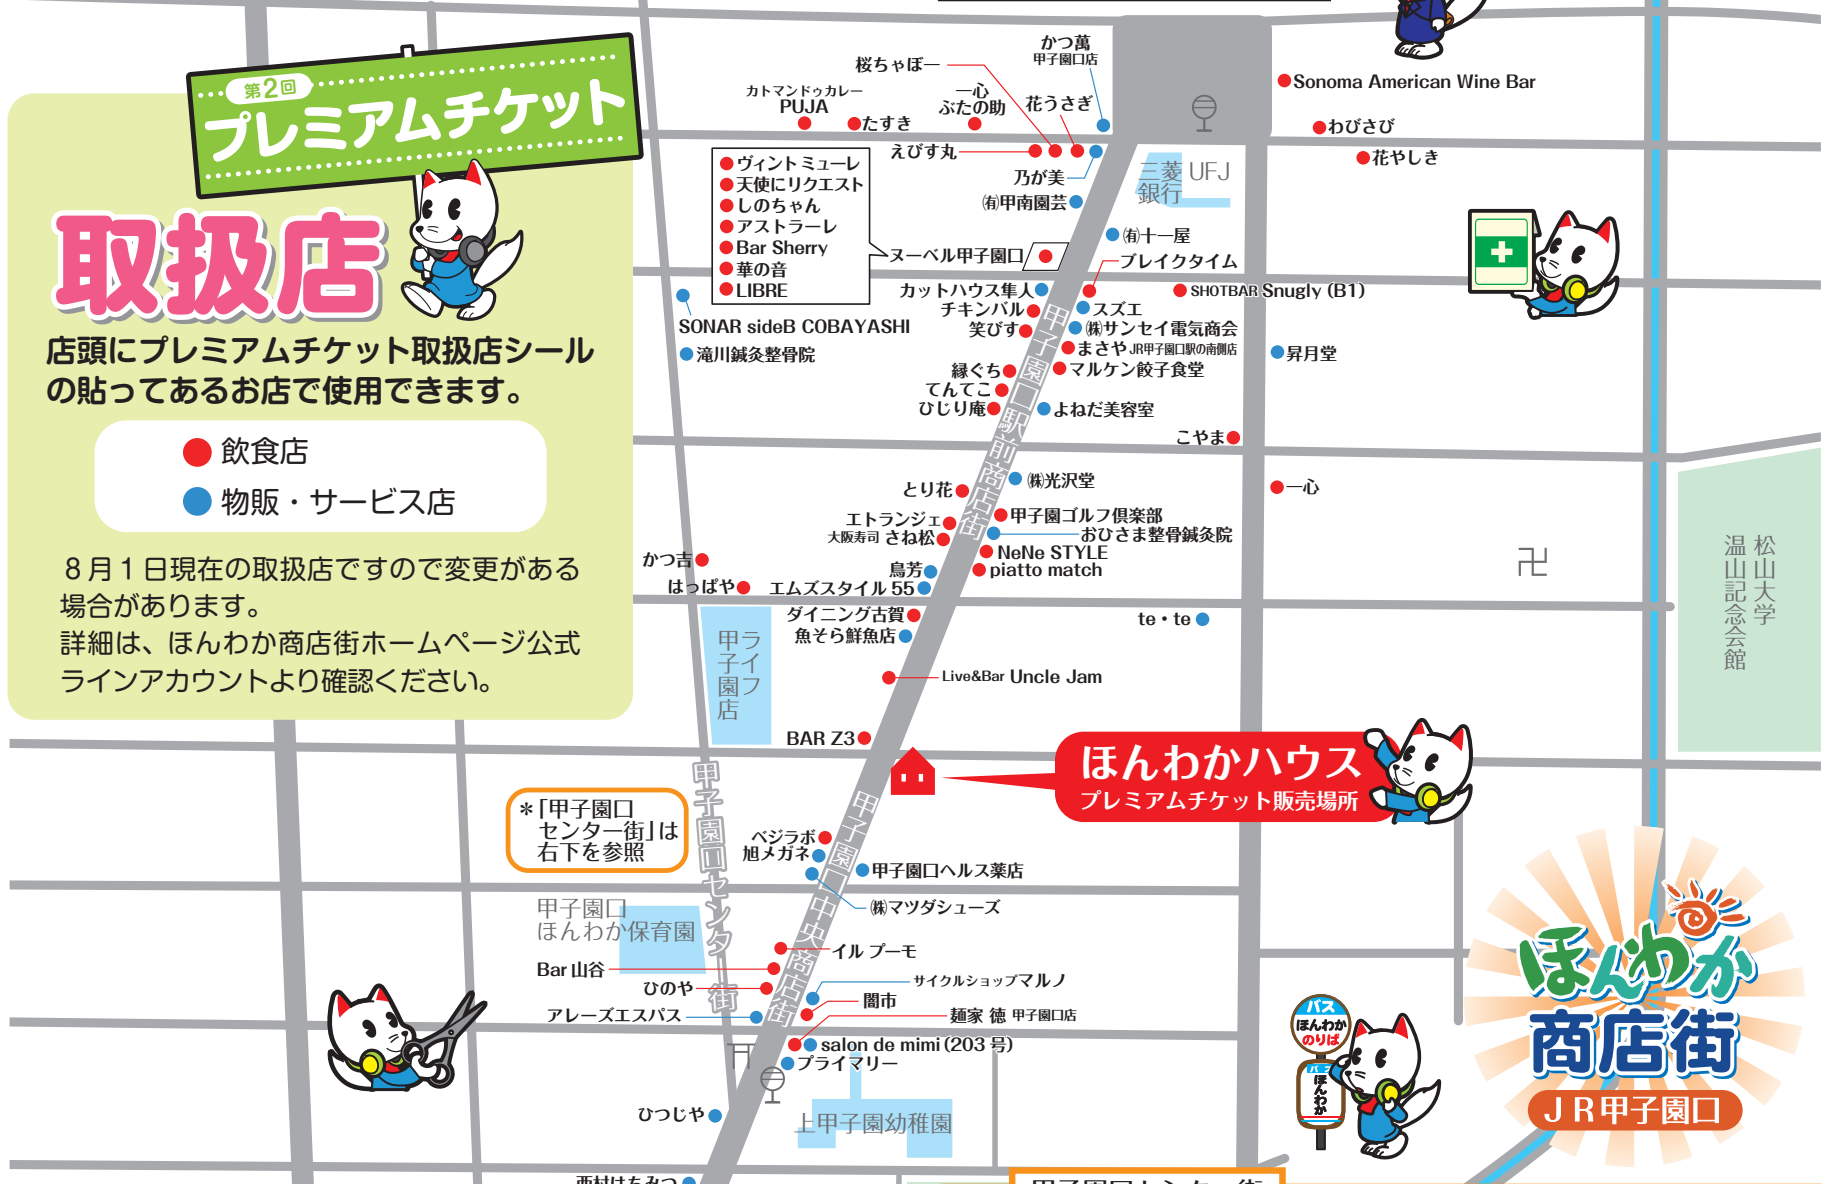 第2回
プレミアムチケット
取扱店
店頭にプレミアムチケット取扱店シール
の貼ってあるお店で使用できます。
飲食店
物販・サービス店
8月1日現在の取扱店ですので変更がある
場合があります。
詳細は、ほんわか商店街ホームページ公式
ラインアカウントより確認ください。
かつ萬
甲子園口店
桜ちゃぼー
カトマンドゥカレー
PUJA
たすき
一心
ぶたの助
花うさぎ
えびす丸
乃が美
㈲甲南園芸
三菱UFJ
銀行
Sonoma American Wine Bar
わびさび
花やしき
ヴィントミューレ
天使にリクエスト
しのちゃん
アストラーレ
Bar Sherry
華の音
LIBRE
ヌーベル甲子園口
㈲十一屋
ブレイクタイム
カットハウス隼人
SHOTBAR Snugly (B1)
チキンバル
スズエ
笑びす
㈱サンセイ電気商会
SONAR sideB COBAYASHI
滝川鍼灸整骨院
まさや JR甲子園口駅の南側店
昇月堂
縁ぐち
マルケン餃子食堂
てんてこ
ひじり庵
よねだ美容室
こやま
甲子園口駅前商店街
とり花
㈱光沢堂
一心
エトランジェ
甲子園ゴルフ倶楽部
大阪寿司 さね松
おひさま整骨鍼灸院
かつ吉
NeNe STYLE
鳥芳
piatto match
はっぱや
エムズスタイル 55
ダイニング古賀
魚そら鮮魚店
te・te
松山大学
温山記念会館
ライフ
甲子園店
Live&Bar Uncle Jam
BAR Z3
ほんわかハウス
プレミアムチケット販売場所
甲子園口センター街
＊「甲子園口
センター街」は
右下を参照
甲子園口中央商店街
ベジラボ
旭メガネ
甲子園口ヘルス薬店
㈱マツダシューズ
甲子園口
ほんわか保育園
イル プーモ
Bar 山谷
ひのや
サイクルショップマルノ
闇市
アレーズエスパス
麺家 徳 甲子園口店
salon de mimi (203 号)
プライマリー
ひつじや
上甲子園幼稚園
バス
ほんわか
のりば
バス
ほんわか
ほんわか
商店街
JR甲子園口
西村はちみつ
甲子園口センター街